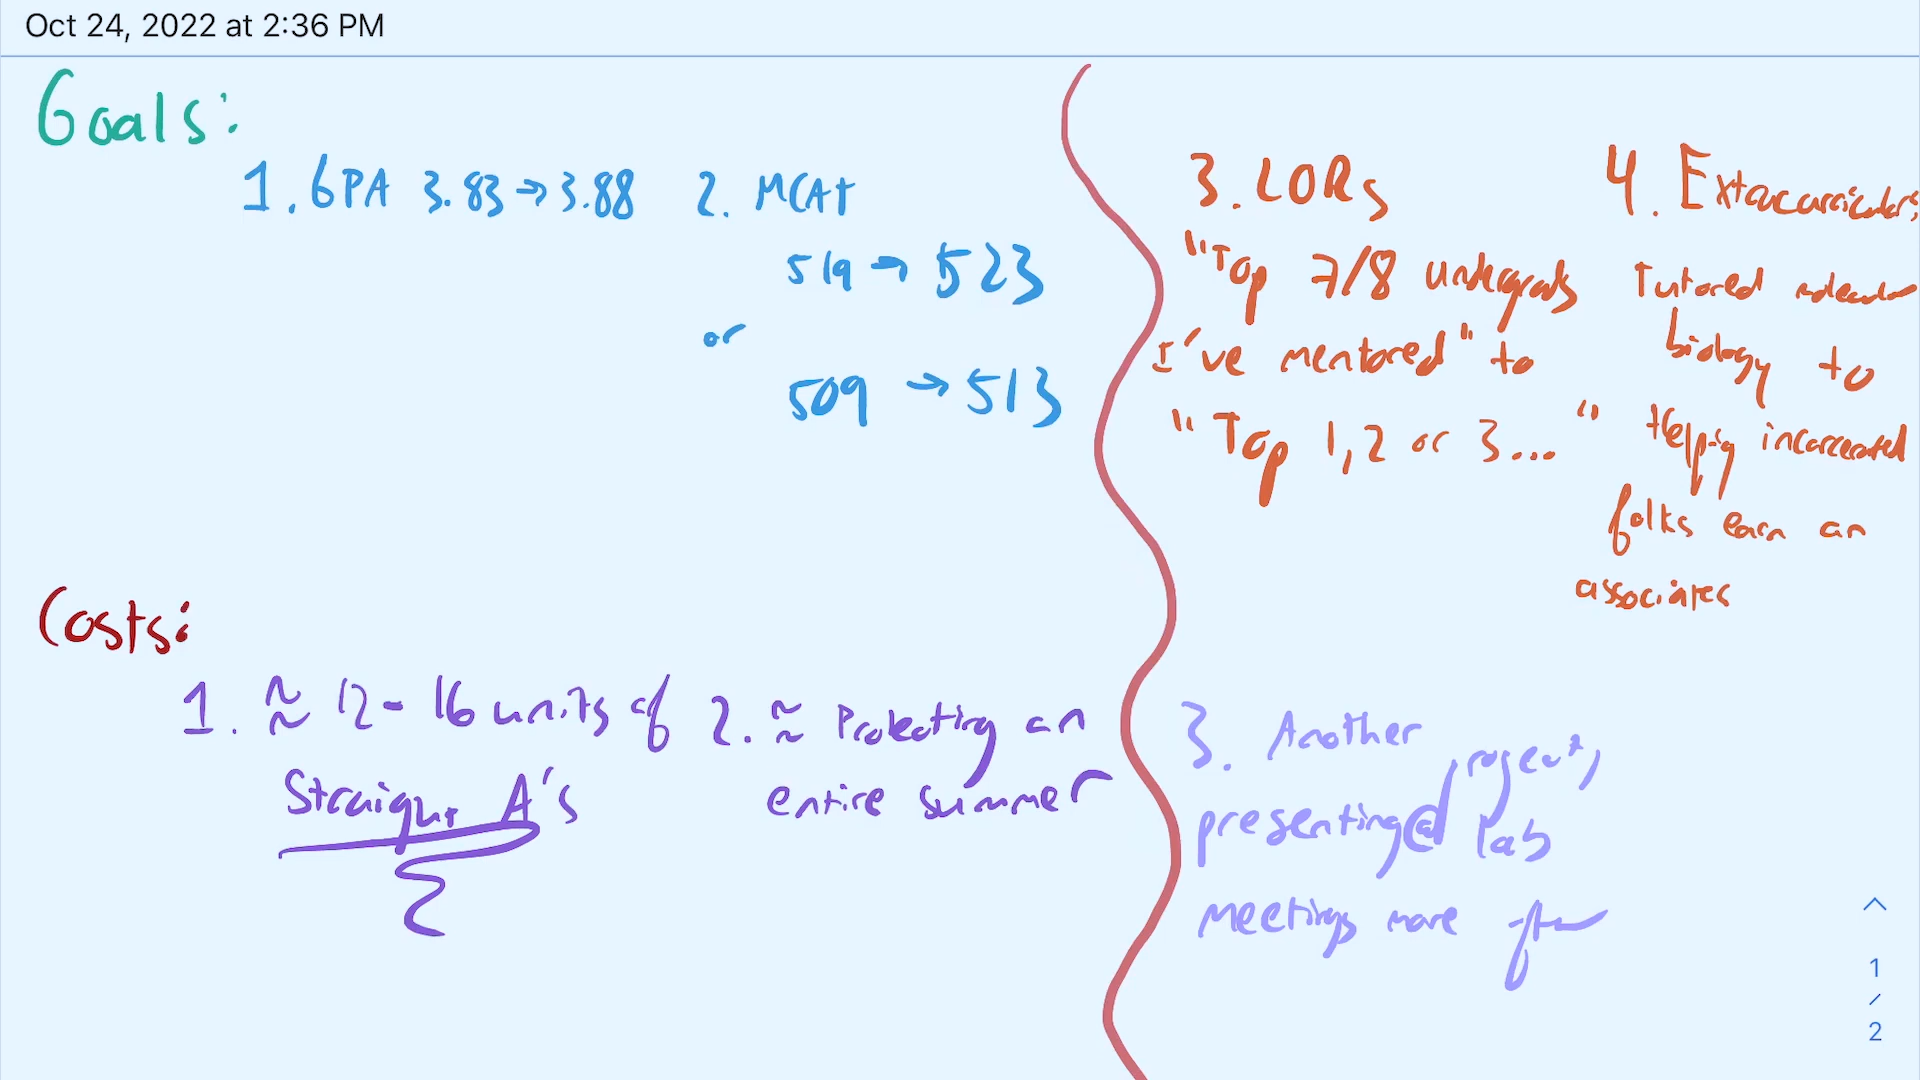 Oct 24, 2022 at 2:36 PM
Goals:
1. GPA 3.83 → 3.88
2. MCAT
519 → 523
or
509 → 513
3. LORs
"Top 7/8 undergrads
I've mentored" to
"Top 1, 2 or 3... "
4. Extracurriculars
Tutored molecular
biology to
Helping incarcerated
folks earn an
associates
Costs:
1. ≈ 12-16 units of
Straight A's
2. ≈ Protecting an
entire summer
3. Another project,
presenting @ lab
meetings more often
1
/
2